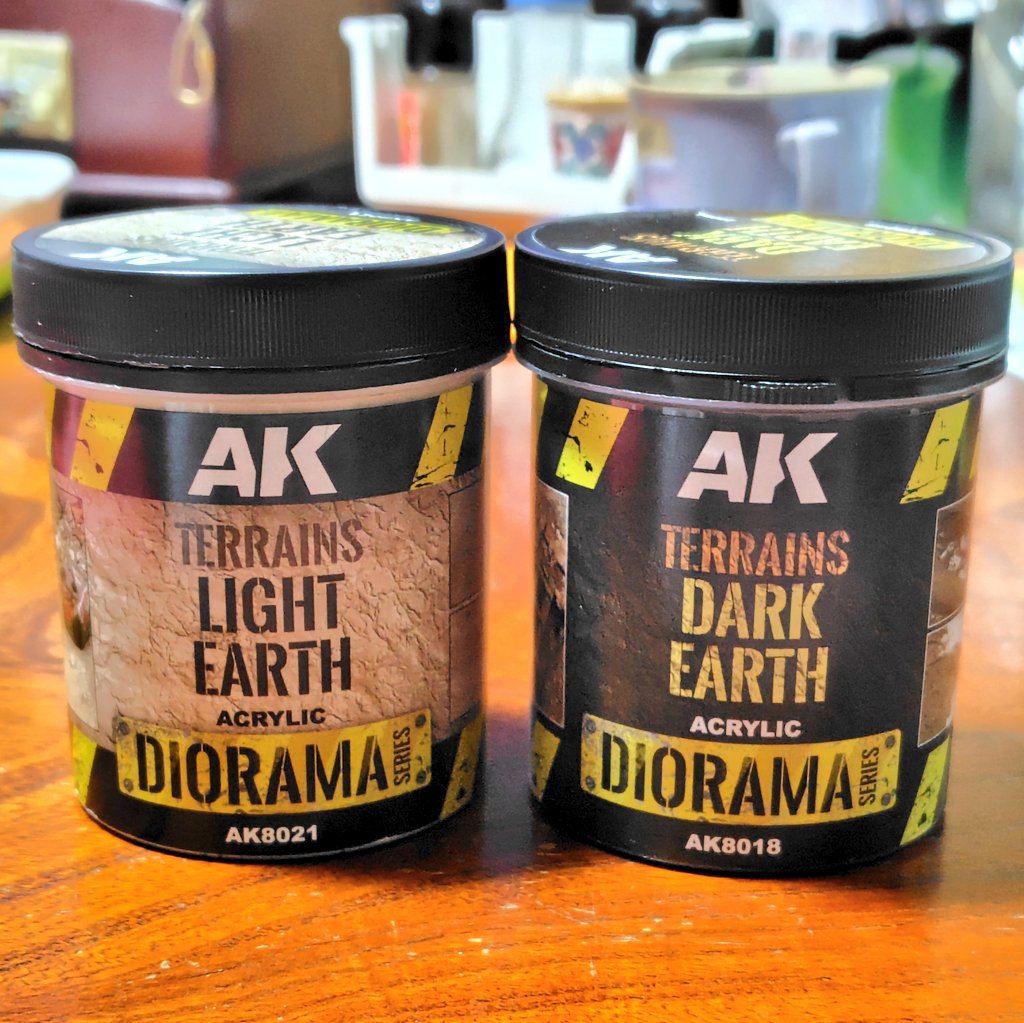 AK
TERRAINS
LIGHT
EARTH
ACRYLIC
DIORAMA
SERIES
AK8021
AK
TERRAINS
DARK
EARTH
ACRYLIC
DIORAMA
SERIES
AK8018